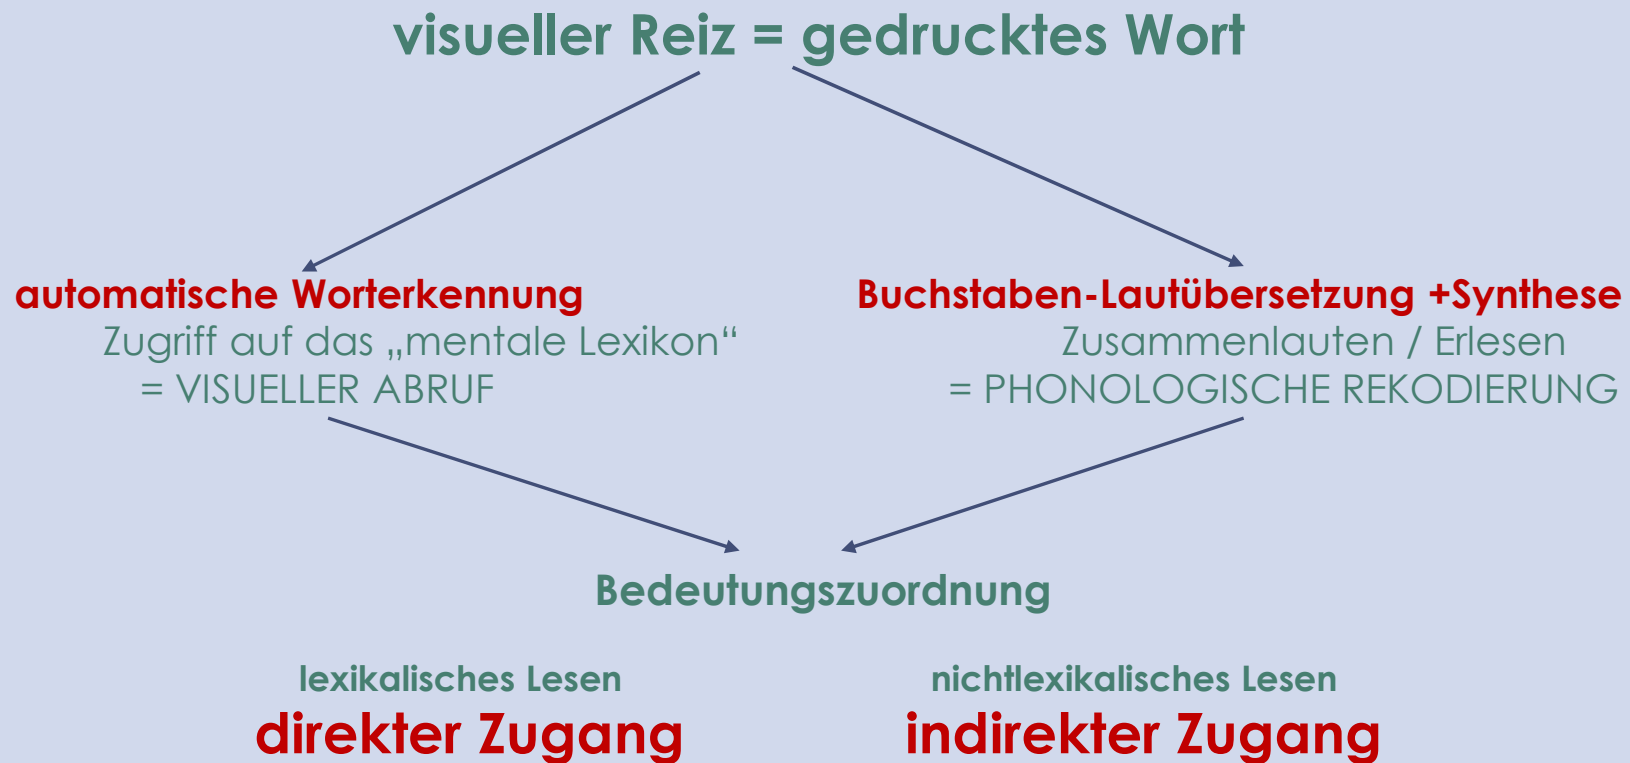 visueller Reiz = gedrucktes Wort
automatische Worterkennung
Zugriff auf das „mentale Lexikon“
= VISUELLER ABRUF
Buchstaben-Lautübersetzung +Synthese
Zusammenlauten / Erlesen
= PHONOLOGISCHE REKODIERUNG
Bedeutungszuordnung
lexikalisches Lesen
direkter Zugang
nichtlexikalisches Lesen
indirekter Zugang